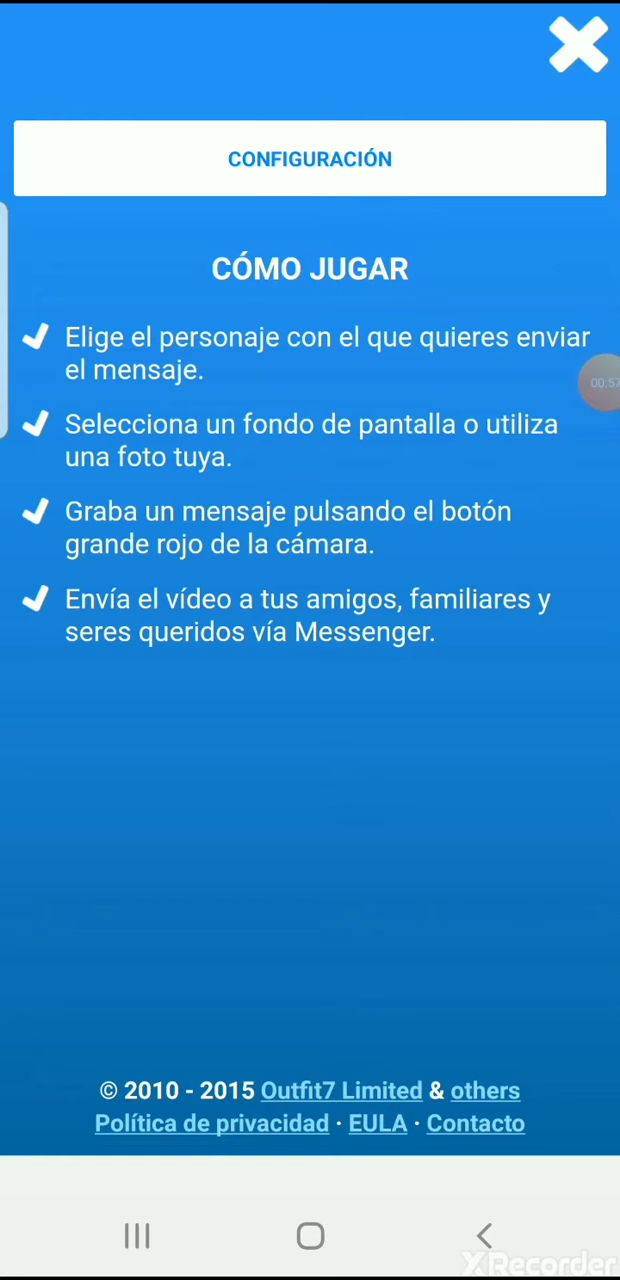 CONFIGURACIÓN
CÓMO JUGAR
Elige el personaje con el que quieres enviar
el mensaje.
00:57
Selecciona un fondo de pantalla o utiliza
una foto tuya.
Graba un mensaje pulsando el botón
grande rojo de la cámara.
Envía el vídeo a tus amigos, familiares y
seres queridos vía Messenger.
© 2010 - 2015 Outfit7 Limited & others
Política de privacidad · EULA · Contacto
XRecorder